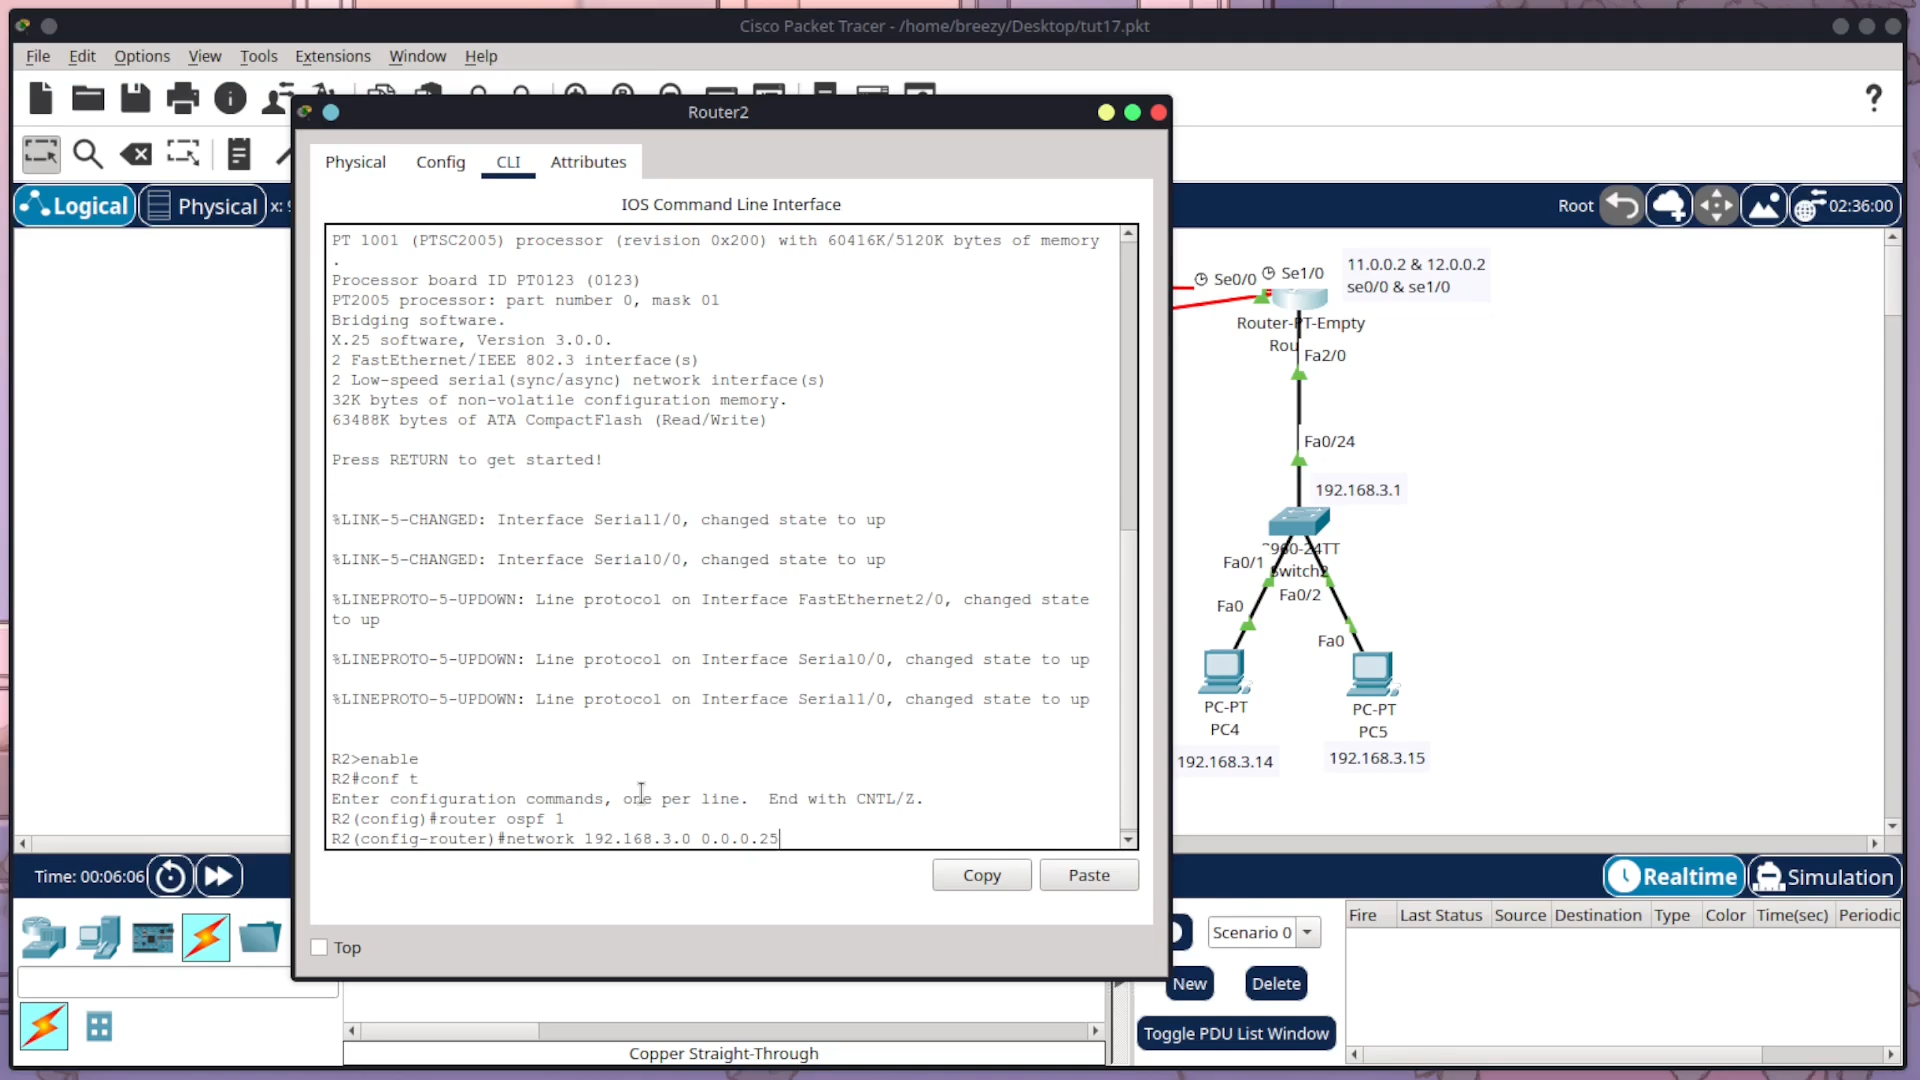 Cisco Packet Tracer - /home/breezy/Desktop/tut17.pkt
File Edit Options View Tools Extensions Window Help
?
Router2
Physical Config CLI Attributes
IOS Command Line Interface
Logical Physical x:
Root 02:36:00
PT 1001 (PTSC2005) processor (revision 0x200) with 60416K/5120K bytes of memory
.
Processor board ID PT0123 (0123)
PT2005 processor: part number 0, mask 01
Bridging software.
X.25 software, Version 3.0.0.
2 FastEthernet/IEEE 802.3 interface(s)
2 Low-speed serial(sync/async) network interface(s)
32K bytes of non-volatile configuration memory.
63488K bytes of ATA CompactFlash (Read/Write)
Press RETURN to get started!
%LINK-5-CHANGED: Interface Serial1/0, changed state to up
%LINK-5-CHANGED: Interface Serial0/0, changed state to up
%LINEPROTO-5-UPDOWN: Line protocol on Interface FastEthernet2/0, changed state
to up
%LINEPROTO-5-UPDOWN: Line protocol on Interface Serial0/0, changed state to up
%LINEPROTO-5-UPDOWN: Line protocol on Interface Serial1/0, changed state to up
R2>enable
R2#conf t
Enter configuration commands, one per line. End with CNTL/Z.
R2(config)#router ospf 1
R2(config-router)#network 192.168.3.0 0.0.0.25
Copy Paste
Top
Se0/0 Se1/0
11.0.0.2 & 12.0.0.2
se0/0 & se1/0
Router-PT-Empty
Rou
Fa2/0
Fa0/24
192.168.3.1
960-24TT
Switch2
Fa0/1
Fa0/2
Fa0
Fa0
PC-PT
PC4
PC-PT
PC5
192.168.3.14
192.168.3.15
Time: 00:06:06
Realtime Simulation
Scenario 0
New Delete
Toggle PDU List Window
Fire Last Status Source Destination Type Color Time(sec) Periodic
Copper Straight-Through